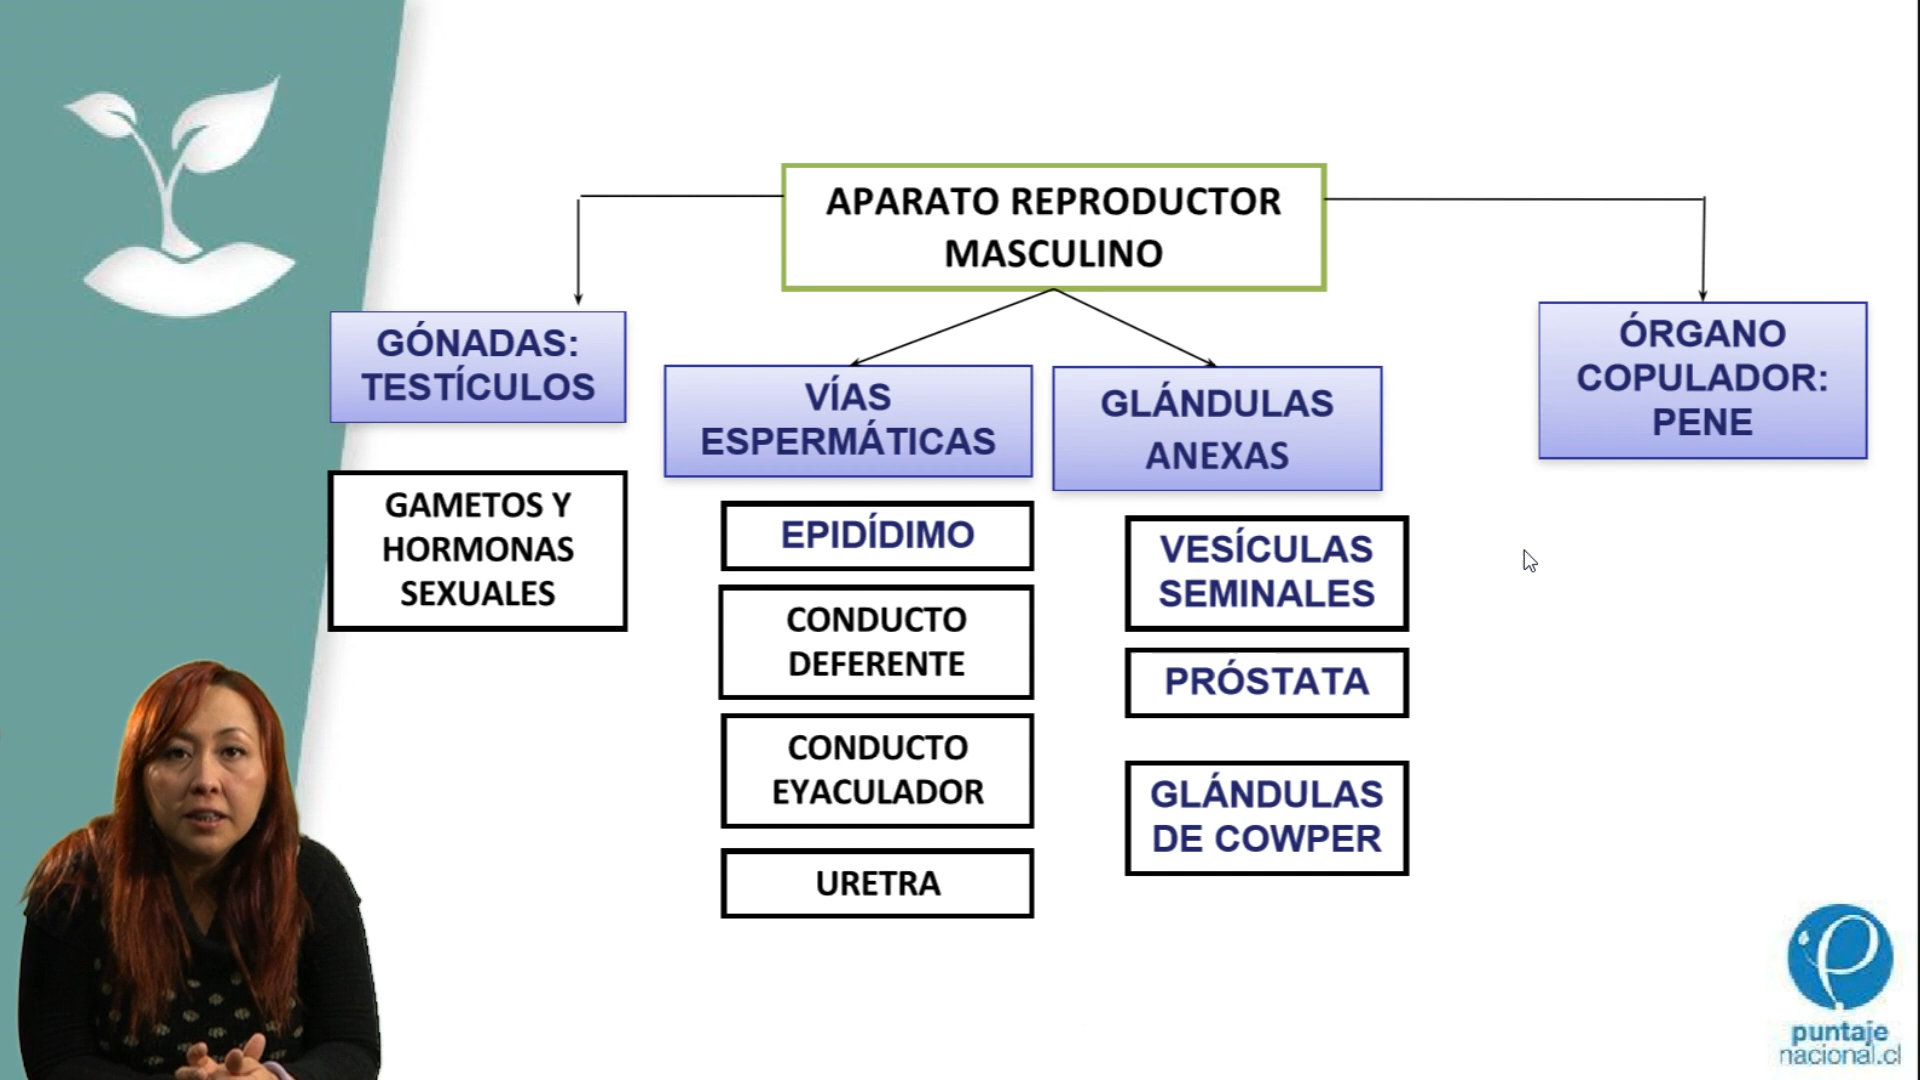 APARATO REPRODUCTOR
MASCULINO
GÓNADAS:
TESTÍCULOS
GAMETOS Y
HORMONAS
SEXUALES
VÍAS
ESPERMÁTICAS
EPIDÍDIMO
CONDUCTO
DEFERENTE
CONDUCTO
EYACULADOR
URETRA
GLÁNDULAS
ANEXAS
VESÍCULAS
SEMINALES
PRÓSTATA
GLÁNDULAS
DE COWPER
ÓRGANO
COPULADOR:
PENE
puntaje
nacional.cl